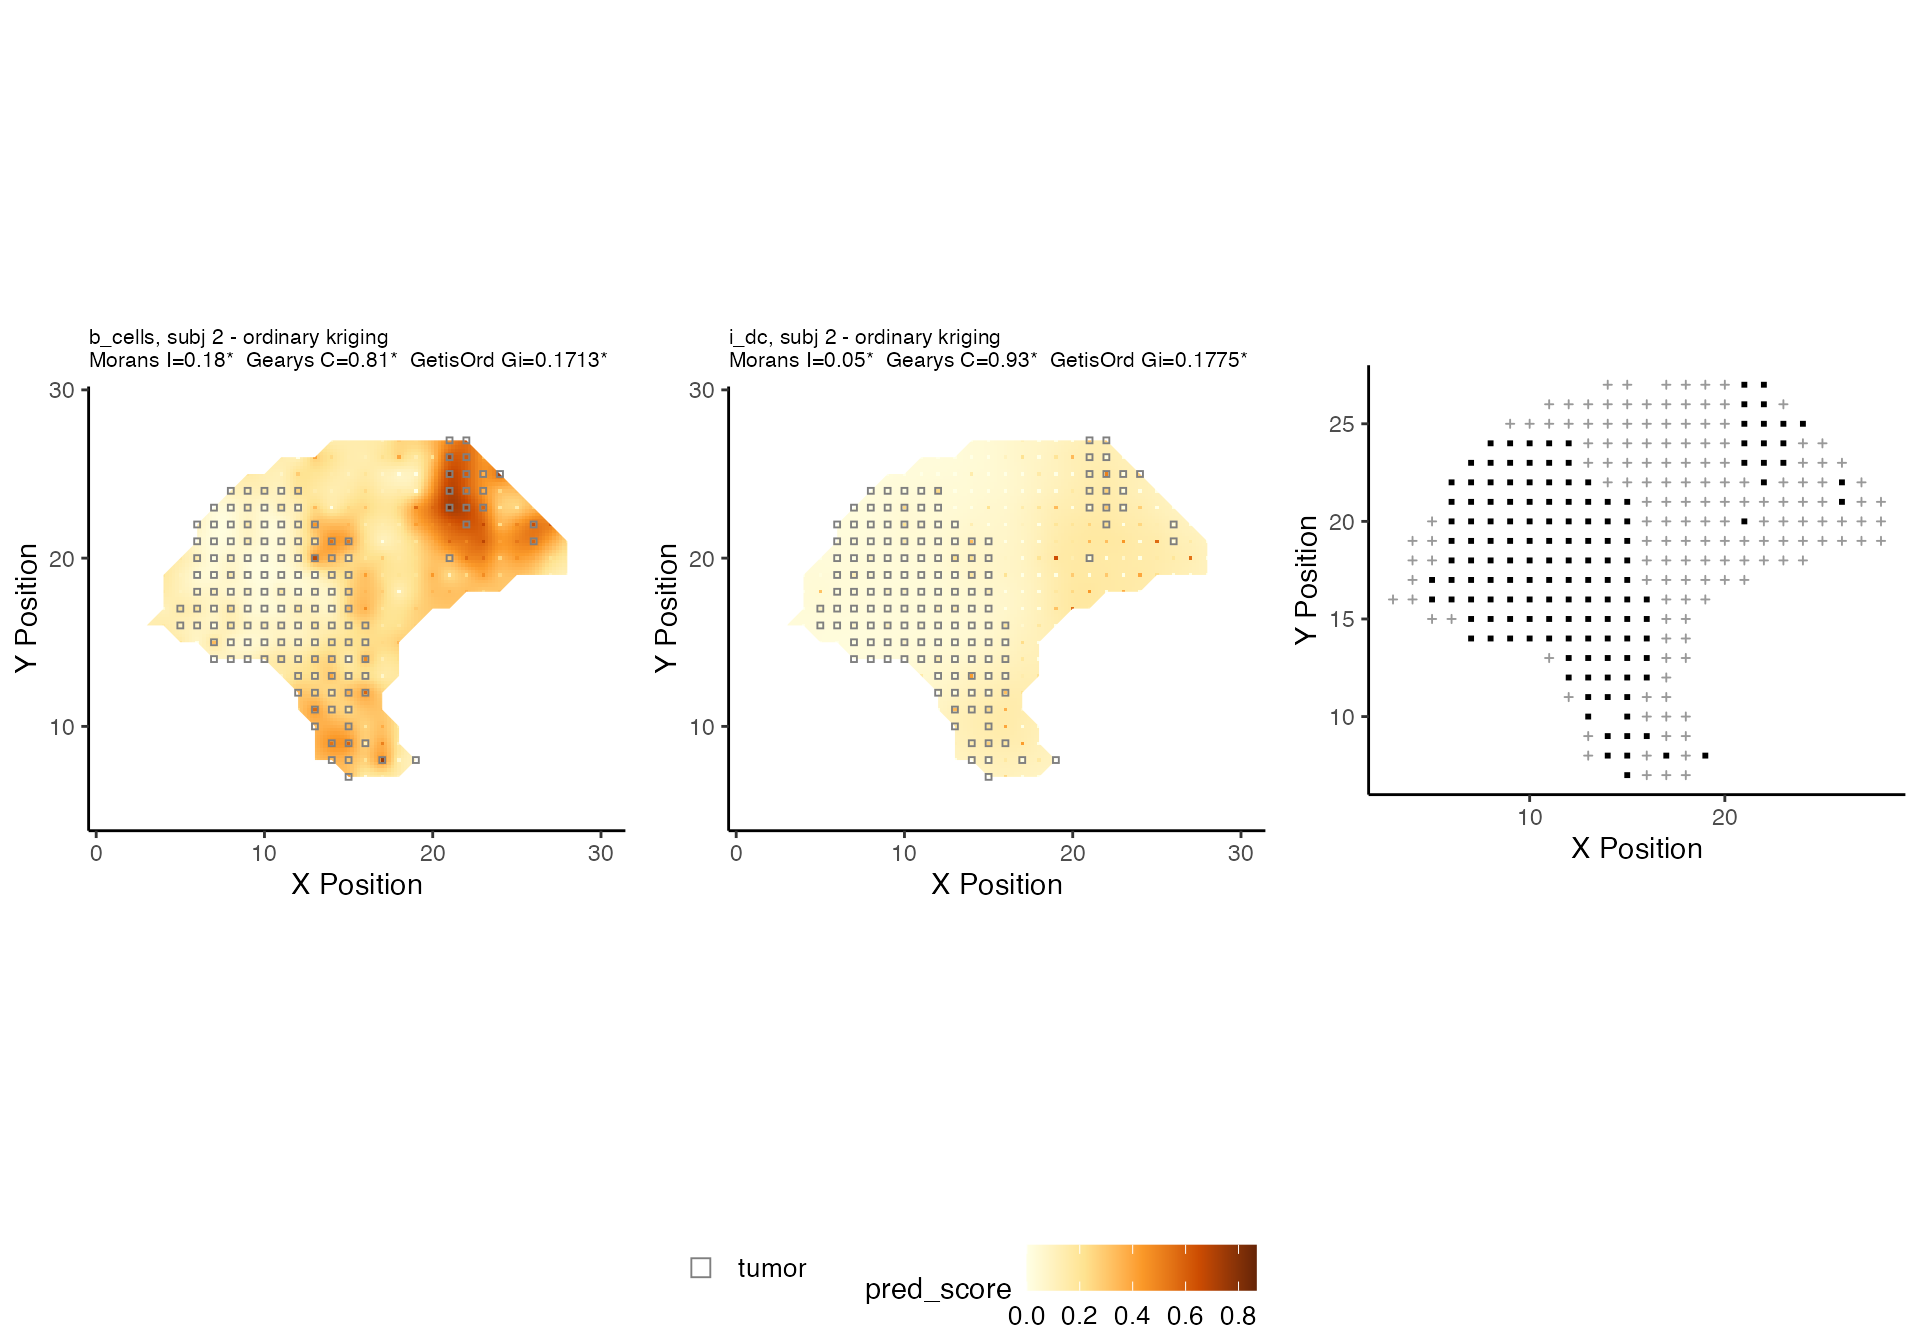 b_cells, subj 2 - ordinary kriging
Morans I=0.18*  Gearys C=0.81*  GetisOrd Gi=0.1713*
30
20
10
Y Position
0 10 20 30
X Position
i_dc, subj 2 - ordinary kriging
Morans I=0.05*  Gearys C=0.93*  GetisOrd Gi=0.1775*
30
20
10
Y Position
0 10 20 30
X Position
25
20
15
10
Y Position
10 20
X Position
tumor
pred_score
0.0 0.2 0.4 0.6 0.8